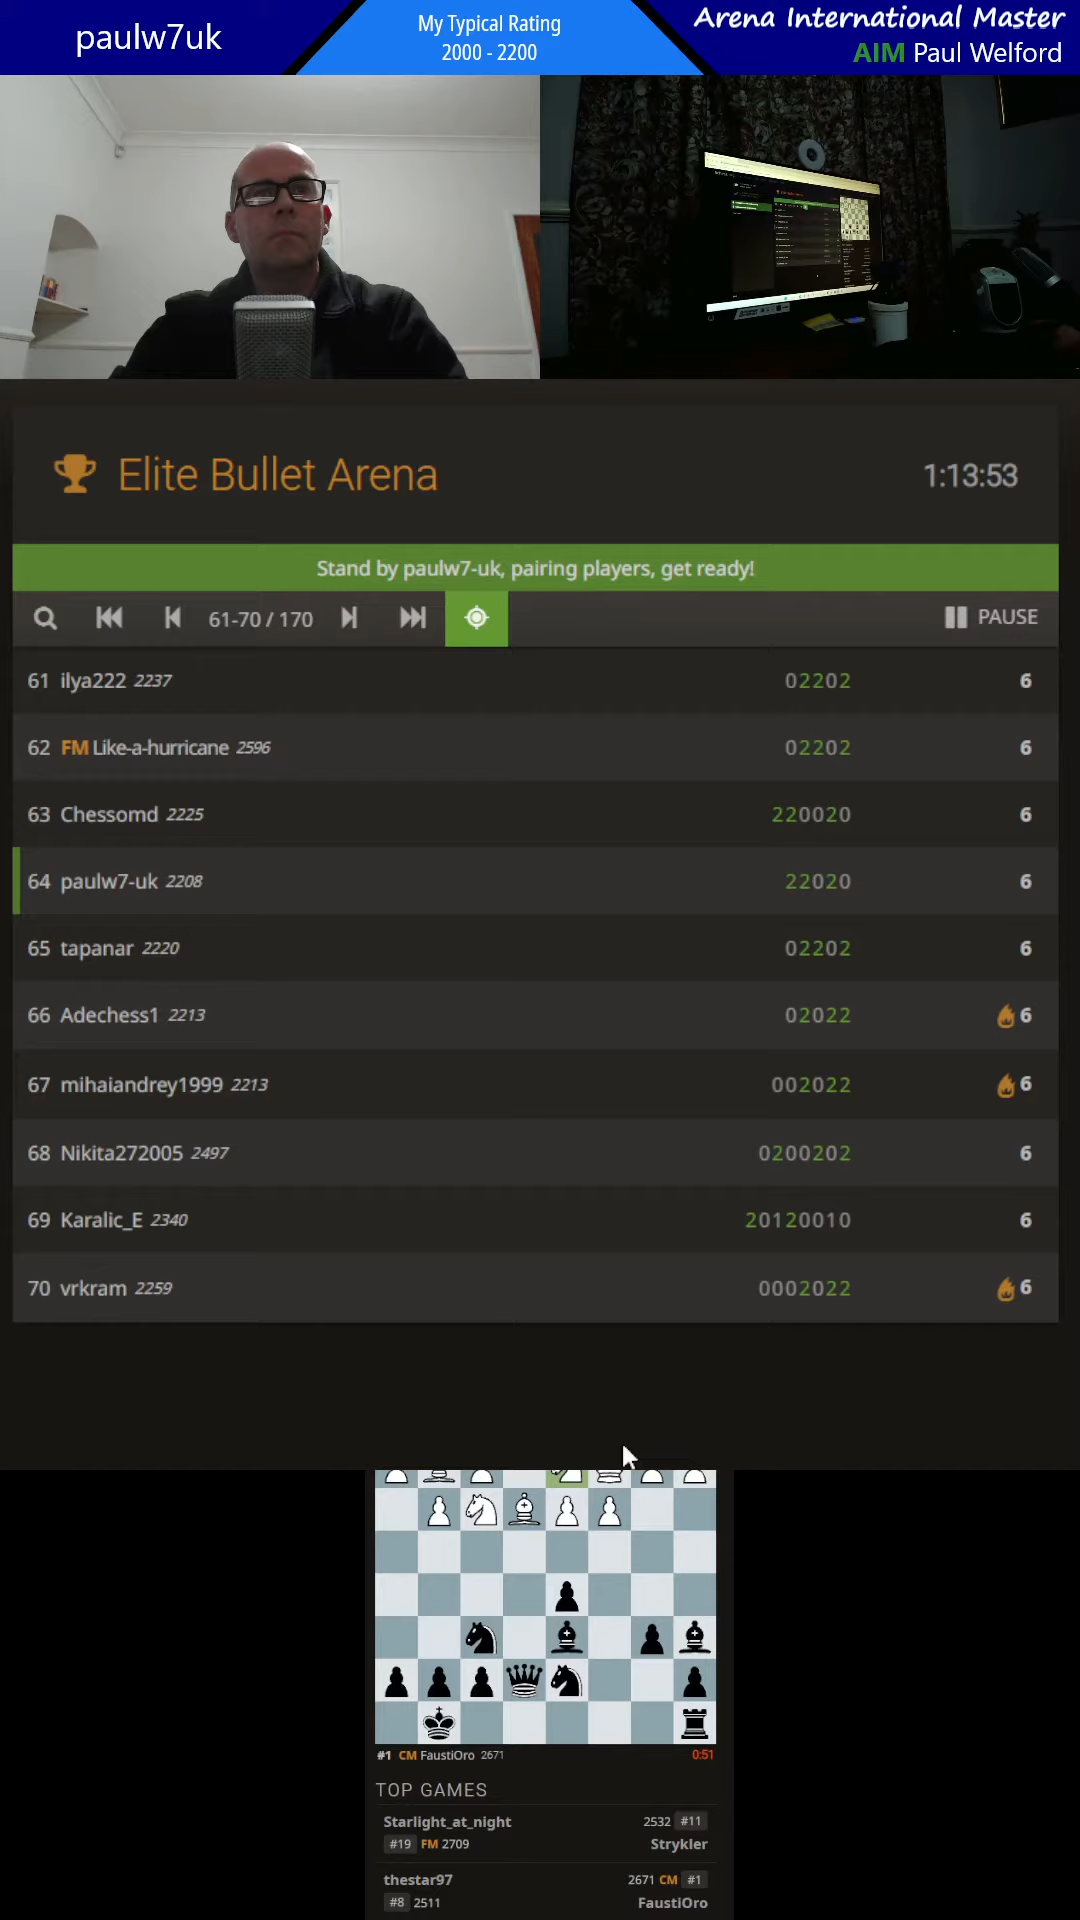 paulw7uk
My Typical Rating
2000 - 2200
Arena International Master
AIM Paul Welford
Elite Bullet Arena
1:13:53
Stand by paulw7-uk, pairing players, get ready!
61-70 / 170
PAUSE
61 ilya222 2237 02202 6
62 FM Like-a-hurricane 2596 02202 6
63 Chessomd 2225 220020 6
64 paulw7-uk 2208 22020 6
65 tapanar 2220 02202 6
66 Adechess1 2213 02022 6
67 mihaiandrey1999 2213 002022 6
68 Nikita272005 2497 0200202 6
69 Karalic_E 2340 20120010 6
70 vrkram 2259 0002022 6
#1 CM FaustiOro 2671 0:51
TOP GAMES
Starlight_at_night 2532 #11
#19 FM 2709 Strykler
thestar97 2671 CM #1
#8 2511 FaustiOro